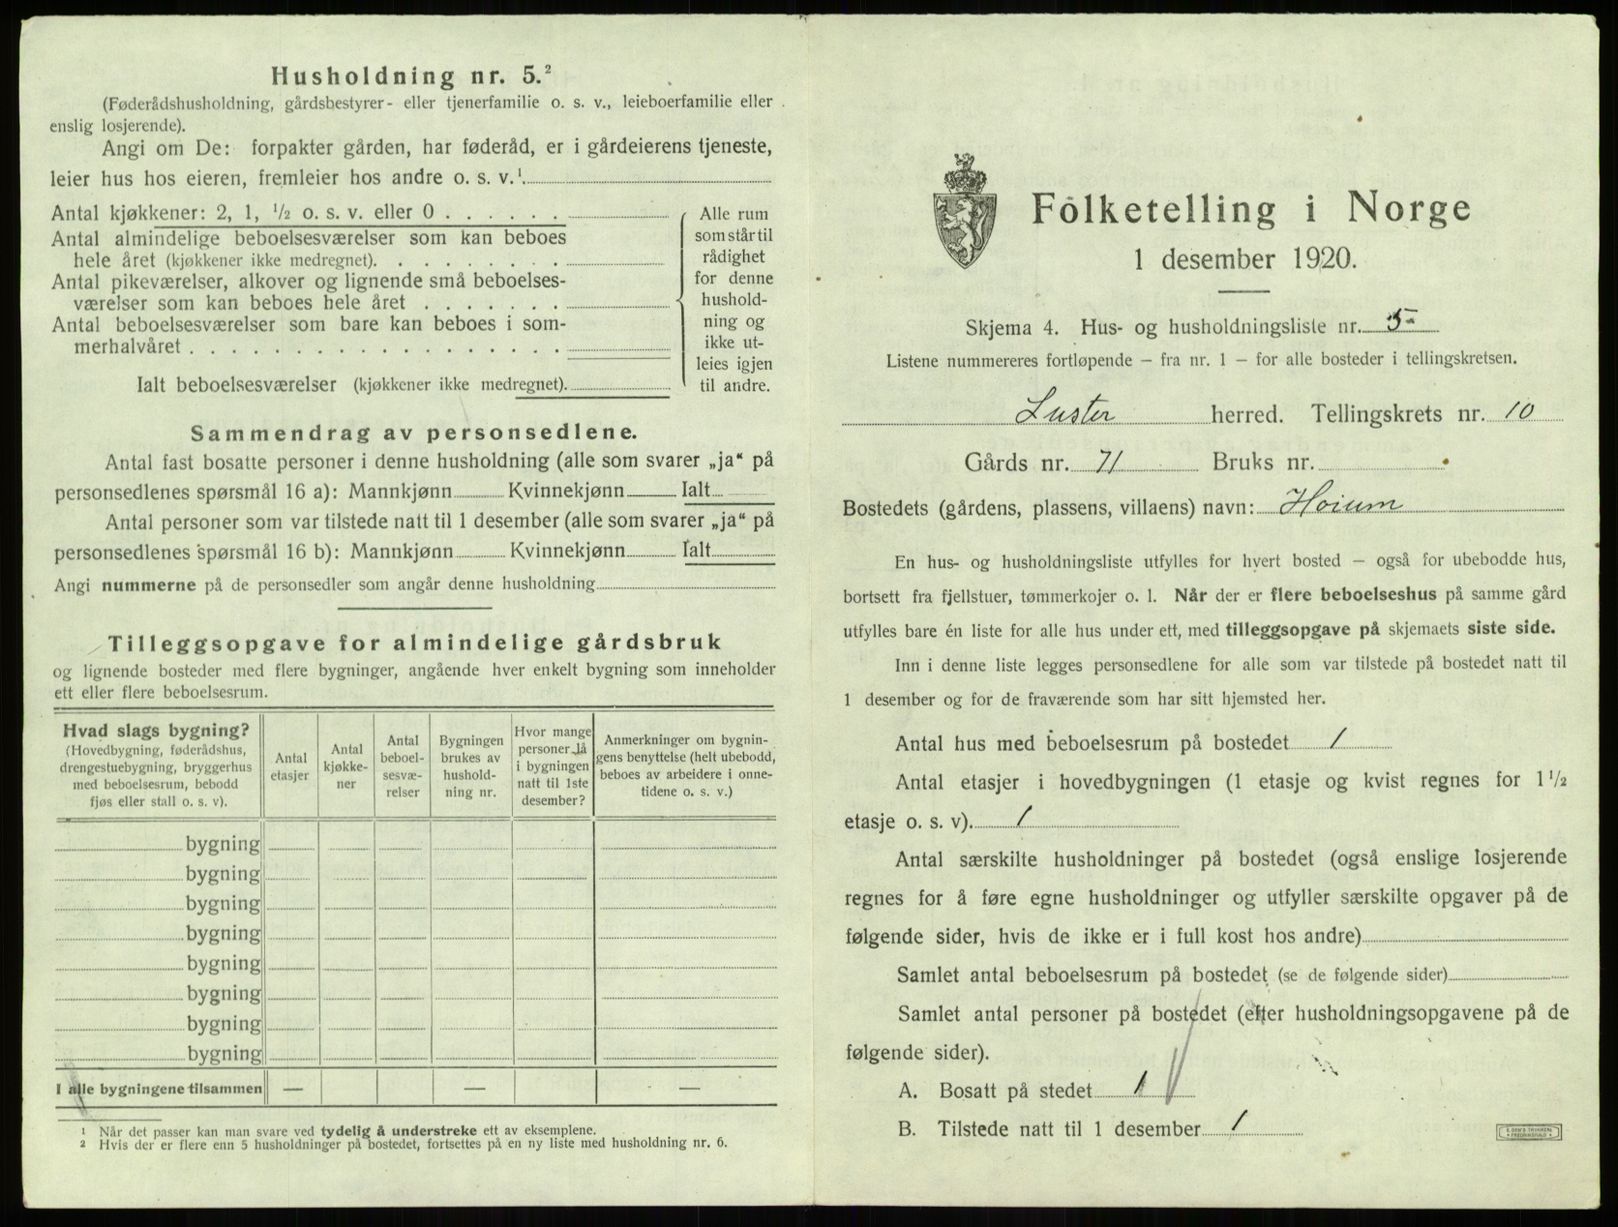 Husholdning nr. 5.²
(Føderådshusholdning, gårdsbestyrer- eller tjenerfamilie o. s. v., leieboerfamilie eller
enslig losjerende).
Angi om De: forpakter gården, har føderåd, er i gårdeierens tjeneste,
leier hus hos eieren, fremleier hos andre o. s. v.¹
Antal kjøkkener: 2, 1, ½ o. s. v. eller 0
Antal almindelige beboelsesværelser som kan beboes
hele året (kjøkkener ikke medregnet).
Antal pikeværelser, alkover og lignende små beboelses-
værelser som kan beboes hele året
Antal beboelsesværelser som bare kan beboes i som-
merhalvåret
Ialt beboelsesværelser (kjøkkener ikke medregnet).
Alle rum
som står til
rådighet
for denne
hushold-
ning og
ikke ut-
leies igjen
til andre.
Sammendrag av personsedlene.
Antal fast bosatte personer i denne husholdning (alle som svarer „ja“ på
personsedlenes spørsmål 16 a): Mannkjønn Kvinnekjønn Ialt
Antal personer som var tilstede natt til 1 desember (alle som svarer „ja“ på
personsedlenes spørsmål 16 b): Mannkjønn Kvinnekjønn Ialt
Angi nummerne på de personsedler som angår denne husholdning
Tilleggsopgave for almindelige gårdsbruk
og lignende bosteder med flere bygninger, angående hver enkelt bygning som inneholder
ett eller flere beboelsesrum.
Hvad slags bygning?
(Hovedbygning, føderådshus,
drengestuebygning, bryggerhus
med beboelsesrum, bebodd
fjøs eller stall o. s. v).
Antal
etasjer
Antal
kjøkke-
ner
Antal
beboel-
sesvæ-
relser
Bygningen
brukes av
hushold-
ning nr.
Hvor mange
personer lå
i bygningen
natt til 1ste
desember?
Anmerkninger om bygnin-
gens benyttelse (helt ubebodd,
beboes av arbeidere i onne-
tidene o. s. v.)
bygning
bygning
bygning
bygning
bygning
bygning
bygning
bygning
I alle bygningene tilsammen — — —
¹ Når det passer kan man svare ved tydelig å understreke ett av eksemplene.
² Hvis der er flere enn 5 husholdninger på bostedet, fortsettes på en ny liste med husholdning nr. 6.
Folketelling i Norge
1 desember 1920.
Skjema 4. Hus- og husholdningsliste nr. 5
Listene nummereres fortløpende — fra nr. 1 — for alle bosteder i tellingskretsen.
Luster herred. Tellingskrets nr. 10
Gårds nr. 71 Bruks nr.
Bostedets (gårdens, plassens, villaens) navn: Høium
En hus- og husholdningsliste utfylles for hvert bosted — også for ubebodde hus,
bortsett fra fjellstuer, tømmerkojer o. l. Når der er flere beboelseshus på samme gård
utfylles bare én liste for alle hus under ett, med tilleggsopgave på skjemaets siste side.
Inn i denne liste legges personsedlene for alle som var tilstede på bostedet natt til
1 desember og for de fraværende som har sitt hjemsted her.
Antal hus med beboelsesrum på bostedet 1
Antal etasjer i hovedbygningen (1 etasje og kvist regnes for 1 ½
etasje o. s. v). 1
Antal særskilte husholdninger på bostedet (også enslige losjerende
regnes for å føre egne husholdninger og utfyller særskilte opgaver på de
følgende sider, hvis de ikke er i full kost hos andre)
Samlet antal beboelsesrum på bostedet (se de følgende sider)
Samlet antal personer på bostedet (efter husholdningsopgavene på de
følgende sider).
A. Bosatt på stedet 1
B. Tilstede natt til 1 desember 1